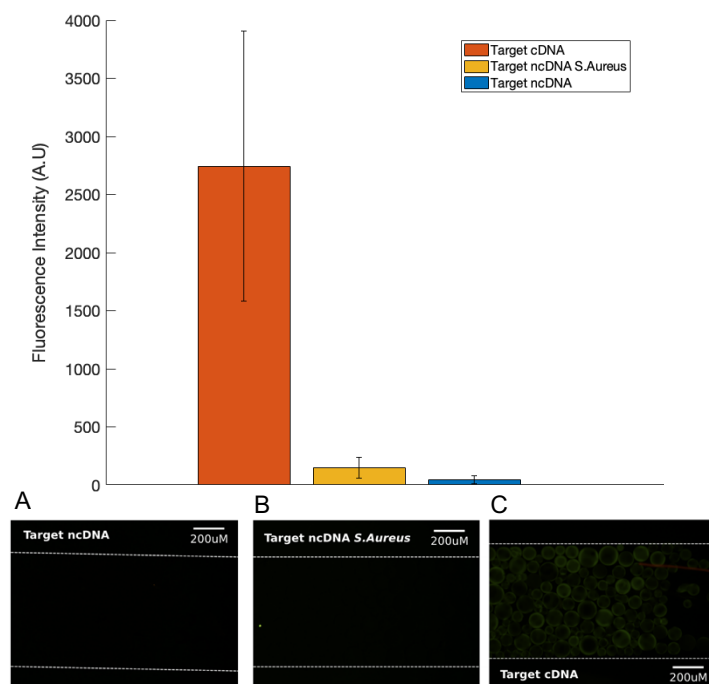 4000
3500
3000
2500
2000
1500
1000
500
0
Fluorescence Intensity (A.U)
Target cDNA
Target ncDNA S.Aureus
Target ncDNA
A
B
C
Target ncDNA
200uM
Target ncDNA S.Aureus
200uM
Target cDNA
200uM